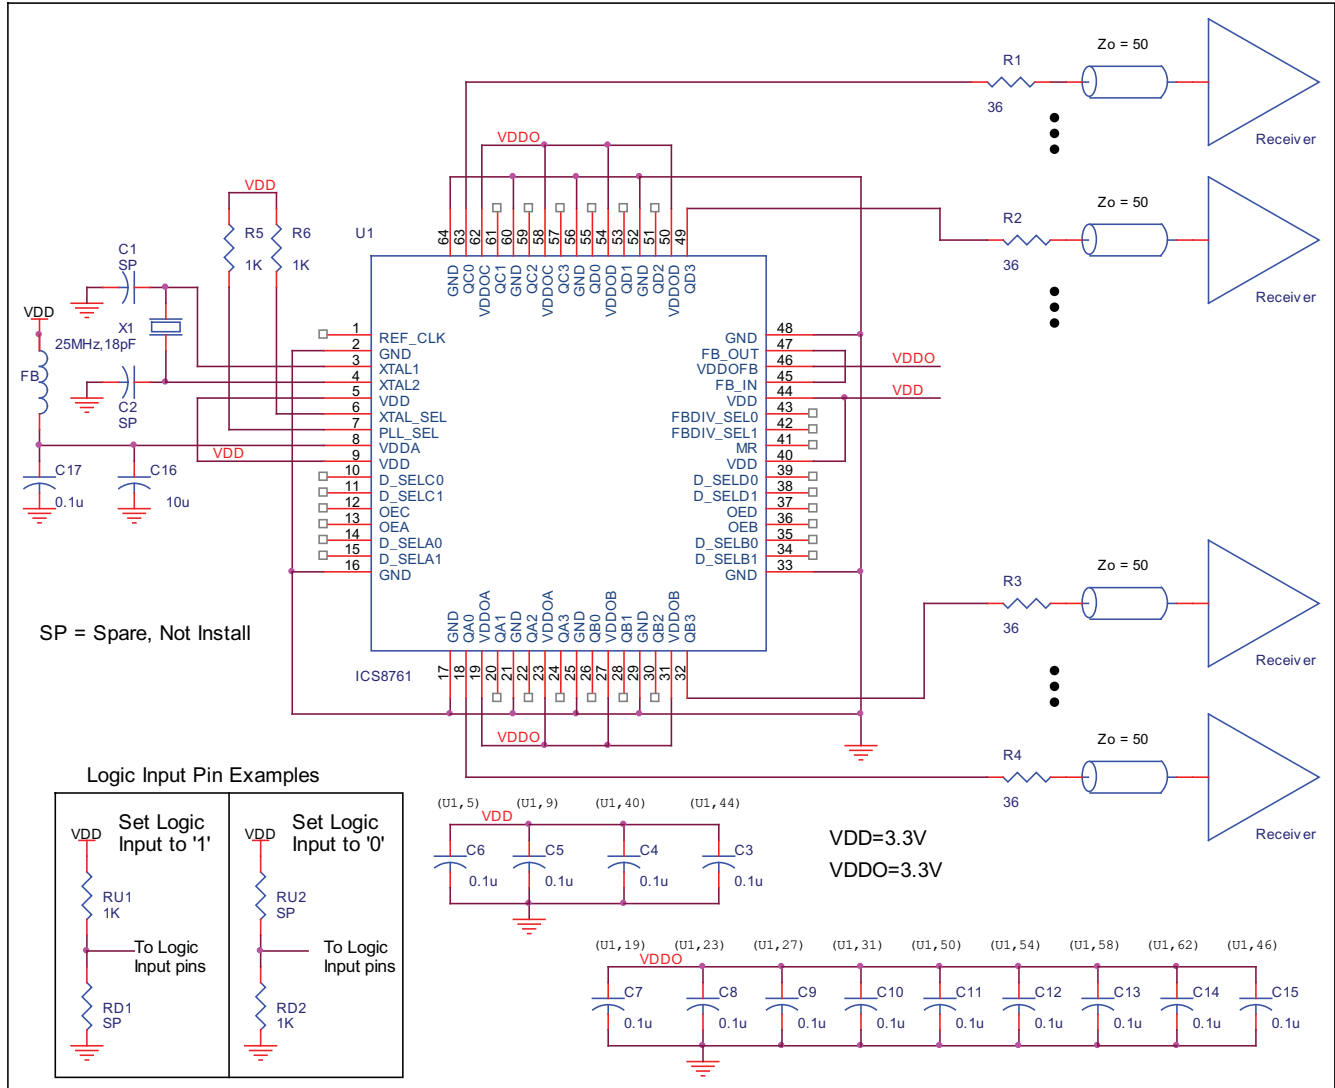 Zo = 50
R1
36
Receiver
VDDO
Zo = 50
R2
36
Receiver
VDD
R5
1K
R6
1K
U1
C1
SP
X1
25MHz,18pF
C2
SP
VDD
FB
C17
0.1u
C16
10u
VDD
64 63 62 61 60 59 58 57 56 55 54 53 52 51 50 49
GND QC0 VDDOC QC1 GND QC2 VDDOC QC3 GND QD0 VDDOD QD1 GND QD2 VDDOD QD3
1 REF_CLK
2 GND
3 XTAL1
4 XTAL2
5 VDD
6 XTAL_SEL
7 PLL_SEL
8 VDDA
9 VDD
10 D_SELC0
11 D_SELC1
12 OEC
13 OEA
14 D_SELA0
15 D_SELA1
16 GND
GND 48
FB_OUT 47
VDDOFB 46
FB_IN 45
VDD 44
FBDIV_SEL0 43
FBDIV_SEL1 42
MR 41
VDD 40
D_SELD0 39
D_SELD1 38
OED 37
OEB 36
D_SELB0 35
D_SELB1 34
GND 33
VDDO
VDD
GND QA0 VDDOA QA1 GND QA2 VDDOA QA3 GND QB0 VDDOB QB1 GND QB2 VDDOB QB3
17 18 19 20 21 22 23 24 25 26 27 28 29 30 31 32
ICS8761
VDDO
SP = Spare, Not Install
Zo = 50
R3
36
Receiver
Zo = 50
R4
36
Receiver
Logic Input Pin Examples
VDD
Set Logic
Input to '1'
RU1
1K
To Logic
Input pins
RD1
SP
VDD
Set Logic
Input to '0'
RU2
SP
To Logic
Input pins
RD2
1K
(U1,5) (U1,9) (U1,40) (U1,44)
VDD
C6 C5 C4 C3
0.1u 0.1u 0.1u 0.1u
VDD=3.3V
VDDO=3.3V
(U1,19) (U1,23) (U1,27) (U1,31) (U1,50) (U1,54) (U1,58) (U1,62) (U1,46)
VDDO
C7 C8 C9 C10 C11 C12 C13 C14 C15
0.1u 0.1u 0.1u 0.1u 0.1u 0.1u 0.1u 0.1u 0.1u